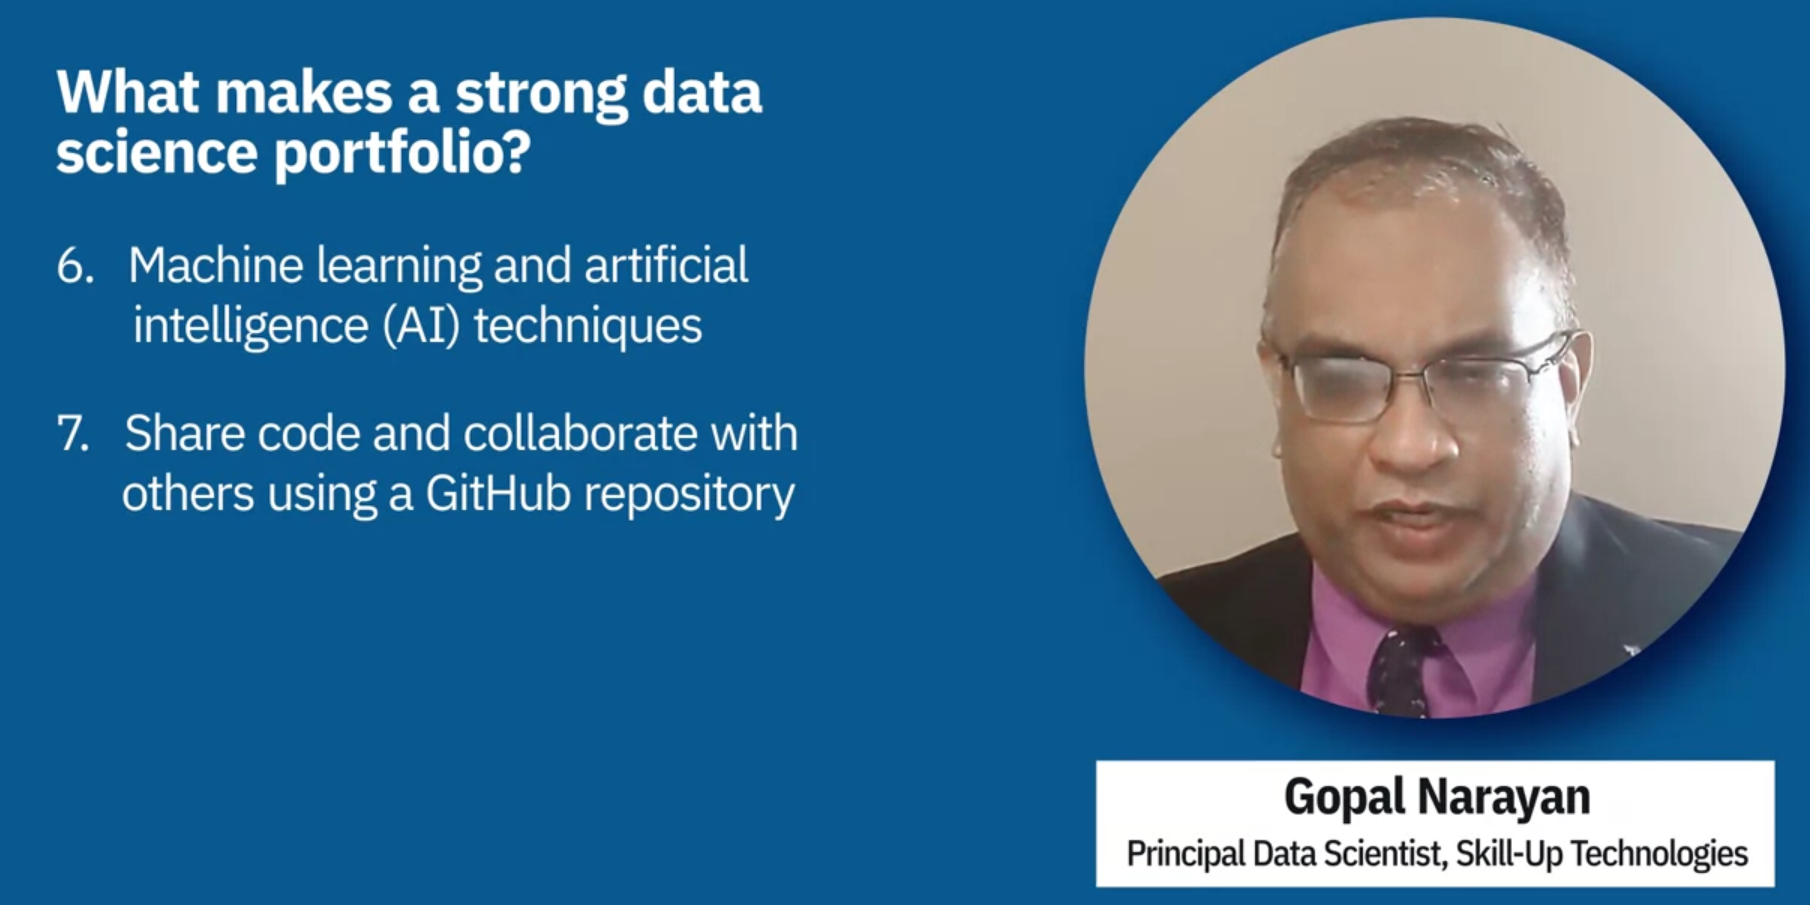 What makes a strong data
science portfolio?
6. Machine learning and artificial
intelligence (AI) techniques
7. Share code and collaborate with
others using a GitHub repository
Gopal Narayan
Principal Data Scientist, Skill-Up Technologies